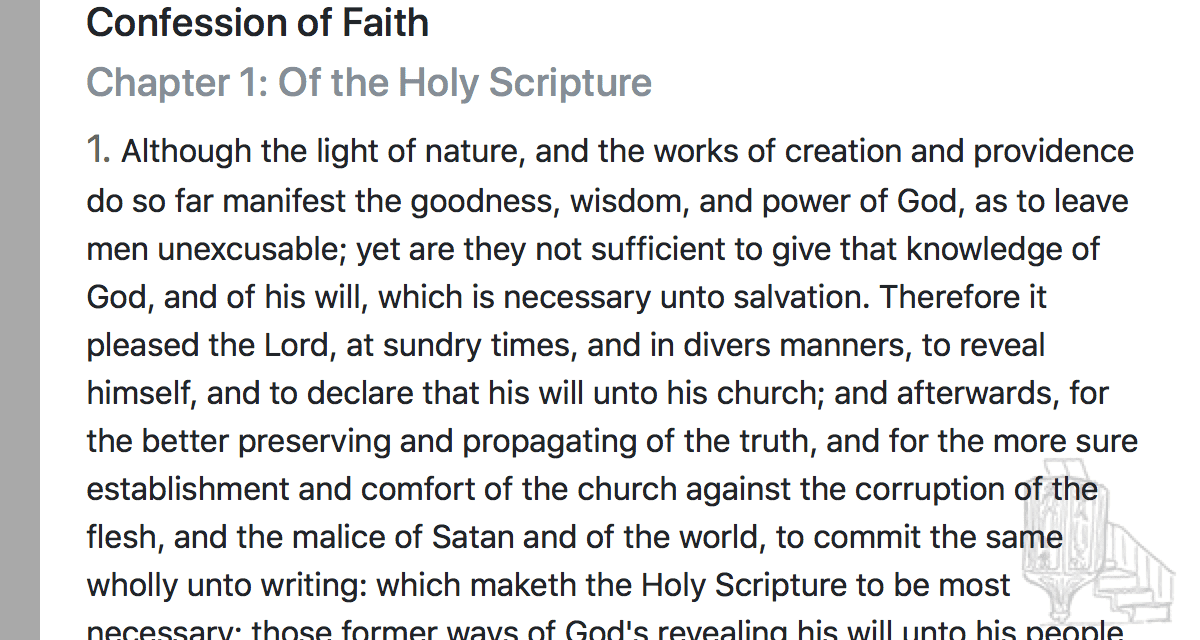 Confession of Faith
Chapter 1: Of the Holy Scripture
1. Although the light of nature, and the works of creation and providence
do so far manifest the goodness, wisdom, and power of God, as to leave
men unexcusable; yet are they not sufficient to give that knowledge of
God, and of his will, which is necessary unto salvation. Therefore it
pleased the Lord, at sundry times, and in divers manners, to reveal
himself, and to declare that his will unto his church; and afterwards, for
the better preserving and propagating of the truth, and for the more sure
establishment and comfort of the church against the corruption of the
flesh, and the malice of Satan and of the world, to commit the same
wholly unto writing: which maketh the Holy Scripture to be most
necessary; those former ways of God's revealing his will unto his people